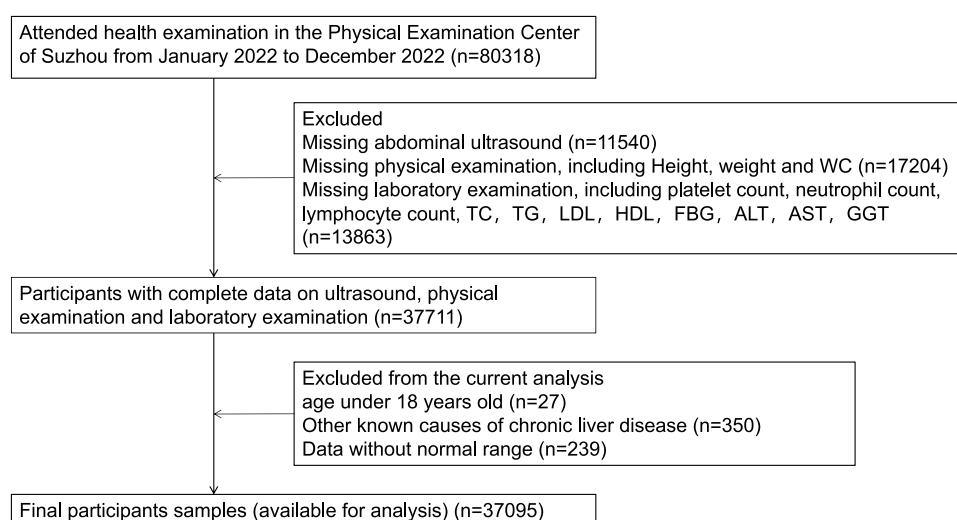 Attended health examination in the Physical Examination Center
of Suzhou from January 2022 to December 2022 (n=80318)
Excluded
Missing abdominal ultrasound (n=11540)
Missing physical examination, including Height, weight and WC (n=17204)
Missing laboratory examination, including platelet count, neutrophil count,
lymphocyte count, TC, TG, LDL, HDL, FBG, ALT, AST, GGT
(n=13863)
Participants with complete data on ultrasound, physical
examination and laboratory examination (n=37711)
Excluded from the current analysis
age under 18 years old (n=27)
Other known causes of chronic liver disease (n=350)
Data without normal range (n=239)
Final participants samples (available for analysis) (n=37095)